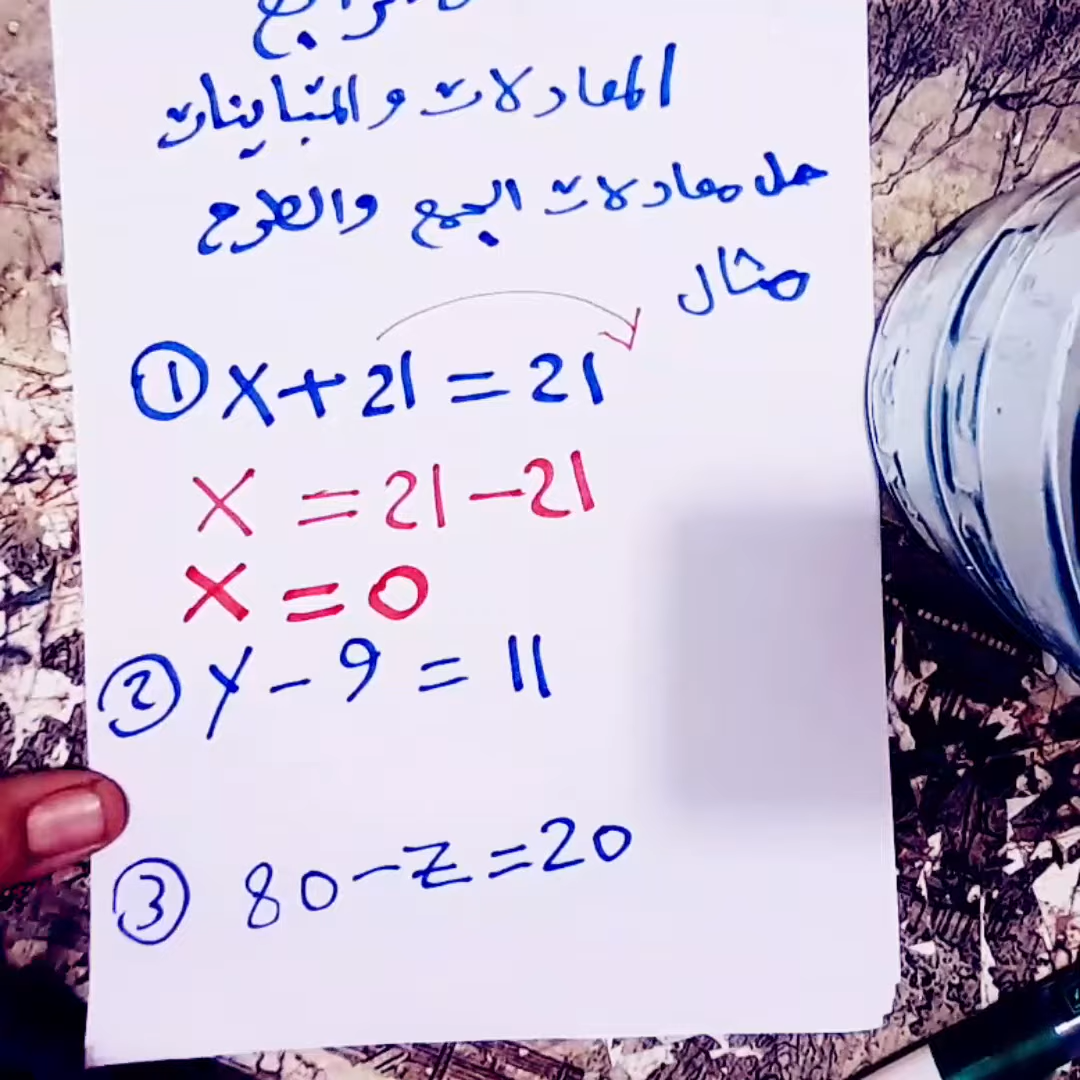 المعادلات والمتباينات
حل معادلات الجمع والطرح
مثال
① X+21=21
X=21-21
X=0
② y-9=11
③ 80-Z=20